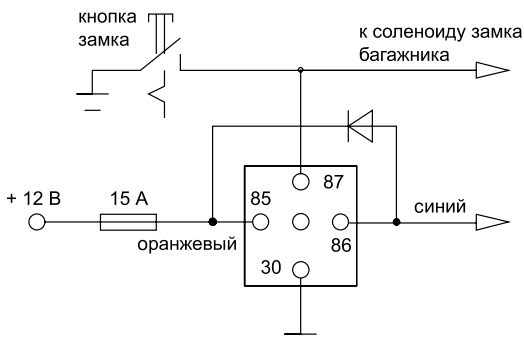 кнопка
замка
к соленоиду замка
багажника
87
+ 12 В
15 А
85
синий
оранжевый
86
30